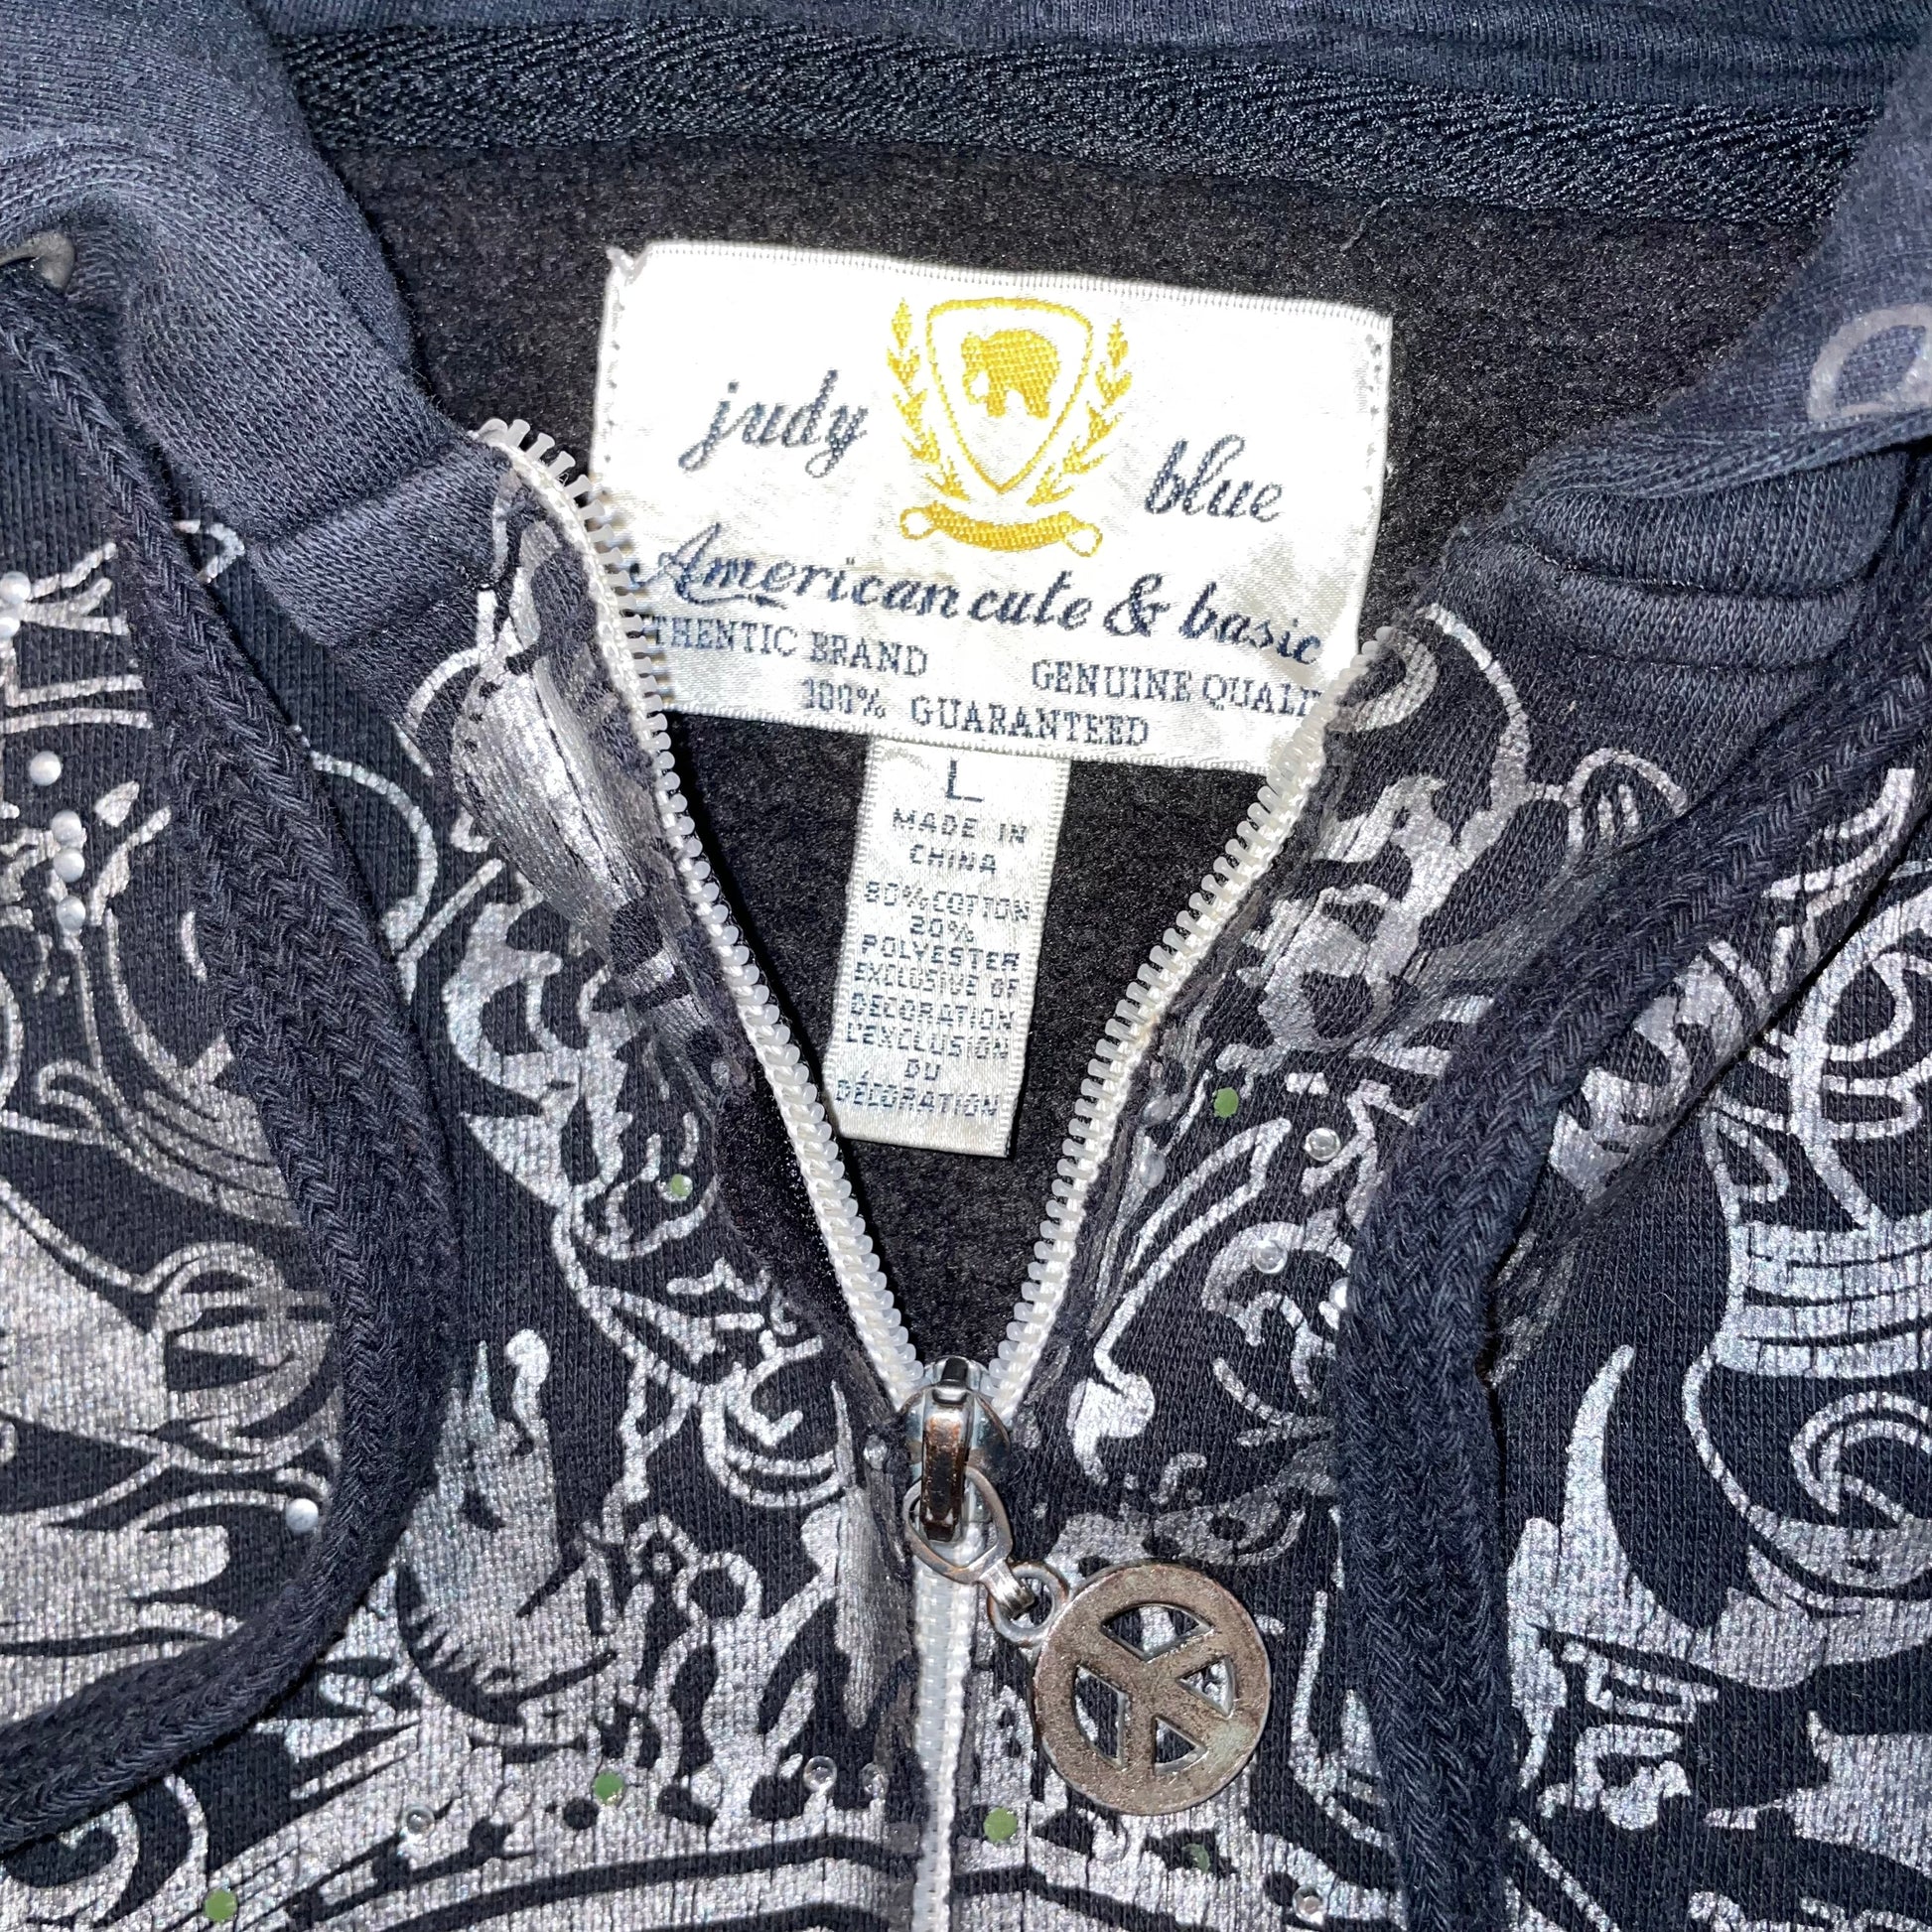 judy blue
American cute & basic
THENTIC BRAND GENUINE QUALI
100% GUARANTEED
L
MADE IN
CHINA
80% COTTON
20%
POLYESTER
EXCLUSIVE OF
DECORATION
L'EXCLUSION
DU
DÉCORATION